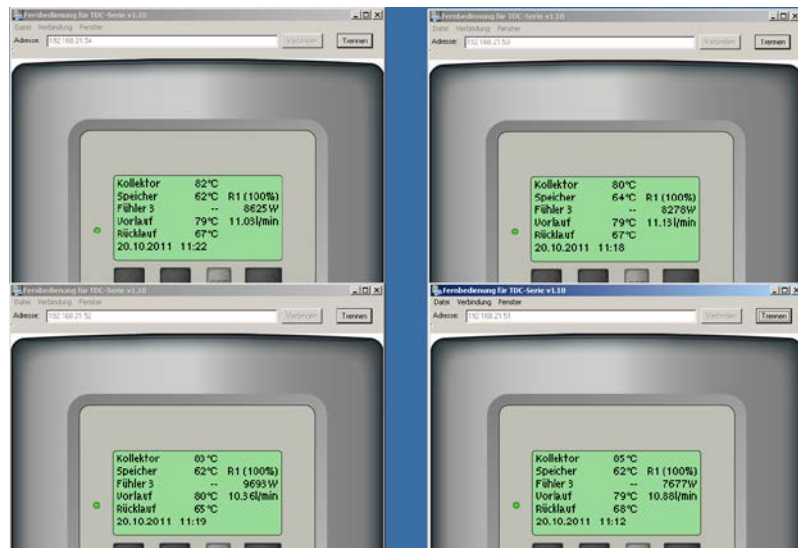 Fernbedienung für TDC-Serie v1.10
Datei Verbindung Fenster
Adresse: 192.168.21.54 Verbinden Trennen
Kollektor 82°C
Speicher 62°C R1 (100%)
Fühler 3 -- 8625W
Vorlauf 79°C 11.03l/min
Rücklauf 67°C
20.10.2011 11:22
Fernbedienung für TDC-Serie v1.10
Datei Verbindung Fenster
Adresse: 192.168.21.53 Verbinden Trennen
Kollektor 80°C
Speicher 64°C R1 (100%)
Fühler 3 -- 8278W
Vorlauf 79°C 11.13l/min
Rücklauf 67°C
20.10.2011 11:18
Fernbedienung für TDC-Serie v1.10
Datei Verbindung Fenster
Adresse: 192.168.21.52 Verbinden Trennen
Kollektor 83°C
Speicher 62°C R1 (100%)
Fühler 3 -- 9693W
Vorlauf 80°C 10.36l/min
Rücklauf 65°C
20.10.2011 11:19
Fernbedienung für TDC-Serie v1.10
Datei Verbindung Fenster
Adresse: 192.168.21.51 Verbinden Trennen
Kollektor 85°C
Speicher 62°C R1 (100%)
Fühler 3 -- 7677W
Vorlauf 79°C 10.88l/min
Rücklauf 68°C
20.10.2011 11:12